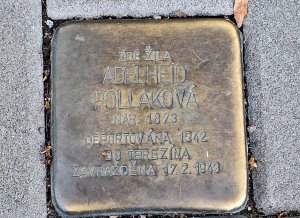 ZDE ŽILA
ADELHEID
POLLAKOVÁ
NAR. 1873
DEPORTOVÁNA 1942
DO TEREZÍNA
ZAVRAŽDĚNA 17.2.1943